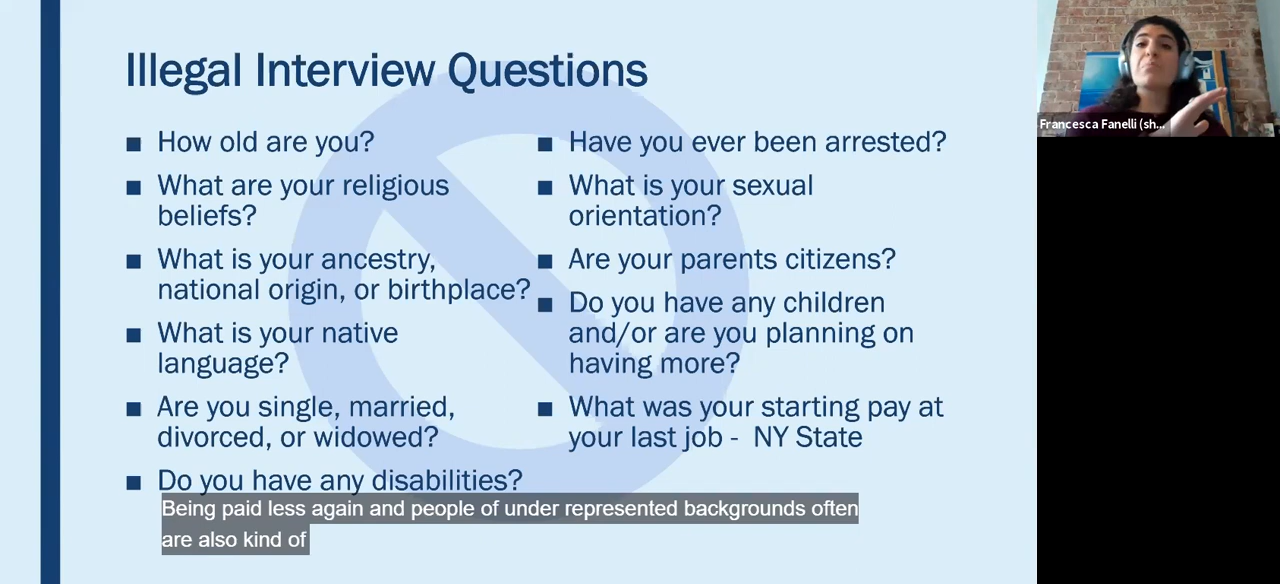 Illegal Interview Questions
■ How old are you?
■ What are your religious
beliefs?
■ What is your ancestry,
national origin, or birthplace?
■ What is your native
language?
■ Are you single, married,
divorced, or widowed?
■ Do you have any disabilities?
■ Have you ever been arrested?
■ What is your sexual
orientation?
■ Are your parents citizens?
■ Do you have any children
and/or are you planning on
having more?
■ What was your starting pay at
your last job - NY State
Being paid less again and people of under represented backgrounds often
are also kind of
Francesca Fanelli (sh...